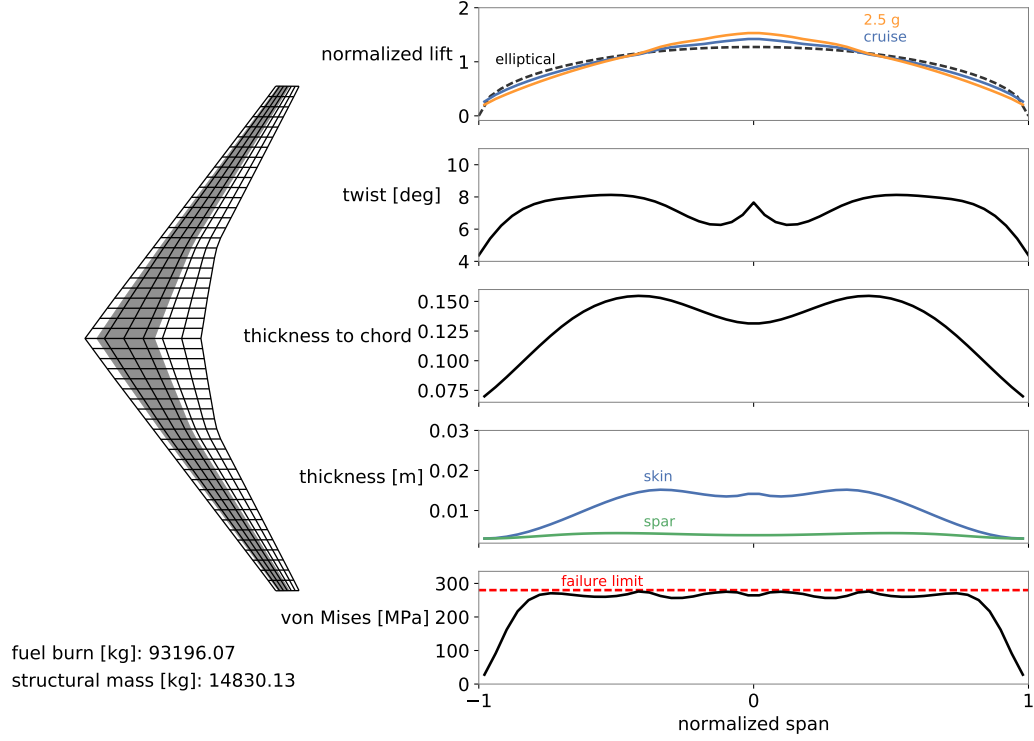 2
2.5 g
cruise
normalized lift
1
elliptical
0
10
twist [deg]
8
6
4
0.150
0.125
thickness to chord
0.100
0.075
0.03
0.02
thickness [m]
skin
0.01
spar
300
failure limit
200
von Mises [MPa]
100
0
−1
0
1
normalized span
fuel burn [kg]: 93196.07
structural mass [kg]: 14830.13